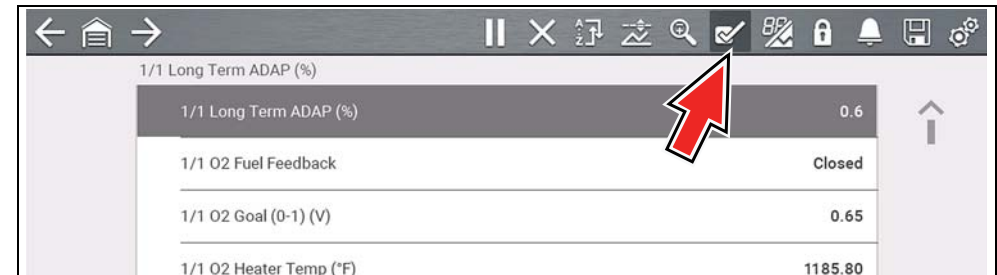 1/1 Long Term ADAP (%)
1/1 Long Term ADAP (%) 0.6
1/1 O2 Fuel Feedback Closed
1/1 O2 Goal (0-1) (V) 0.65
1/1 O2 Heater Temp (°F) 1185.80